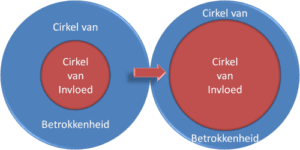 Cirkel van
Cirkel
van
Invloed
Betrokkenheid
Cirkel van
Cirkel
van
Invloed
Betrokkenheid